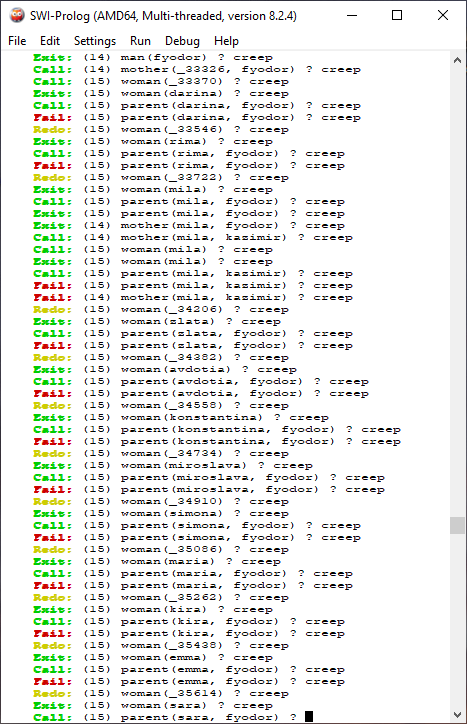 SWI-Prolog (AMD64, Multi-threaded, version 8.2.4)
File Edit Settings Run Debug Help
Exit: (14) man(fyodor) ? creep
Call: (14) mother(_33326, fyodor) ? creep
Call: (15) woman(_33370) ? creep
Exit: (15) woman(darina) ? creep
Call: (15) parent(darina, fyodor) ? creep
Fail: (15) parent(darina, fyodor) ? creep
Redo: (15) woman(_33546) ? creep
Exit: (15) woman(rima) ? creep
Call: (15) parent(rima, fyodor) ? creep
Fail: (15) parent(rima, fyodor) ? creep
Redo: (15) woman(_33722) ? creep
Exit: (15) woman(mila) ? creep
Call: (15) parent(mila, fyodor) ? creep
Exit: (15) parent(mila, fyodor) ? creep
Exit: (14) mother(mila, fyodor) ? creep
Call: (14) mother(mila, kazimir) ? creep
Call: (15) woman(mila) ? creep
Exit: (15) woman(mila) ? creep
Call: (15) parent(mila, kazimir) ? creep
Fail: (15) parent(mila, kazimir) ? creep
Fail: (14) mother(mila, kazimir) ? creep
Redo: (15) woman(_34206) ? creep
Exit: (15) woman(zlata) ? creep
Call: (15) parent(zlata, fyodor) ? creep
Fail: (15) parent(zlata, fyodor) ? creep
Redo: (15) woman(_34382) ? creep
Exit: (15) woman(avdotia) ? creep
Call: (15) parent(avdotia, fyodor) ? creep
Fail: (15) parent(avdotia, fyodor) ? creep
Redo: (15) woman(_34558) ? creep
Exit: (15) woman(konstantina) ? creep
Call: (15) parent(konstantina, fyodor) ? creep
Fail: (15) parent(konstantina, fyodor) ? creep
Redo: (15) woman(_34734) ? creep
Exit: (15) woman(miroslava) ? creep
Call: (15) parent(miroslava, fyodor) ? creep
Fail: (15) parent(miroslava, fyodor) ? creep
Redo: (15) woman(_34910) ? creep
Exit: (15) woman(simona) ? creep
Call: (15) parent(simona, fyodor) ? creep
Fail: (15) parent(simona, fyodor) ? creep
Redo: (15) woman(_35086) ? creep
Exit: (15) woman(maria) ? creep
Call: (15) parent(maria, fyodor) ? creep
Fail: (15) parent(maria, fyodor) ? creep
Redo: (15) woman(_35262) ? creep
Exit: (15) woman(kira) ? creep
Call: (15) parent(kira, fyodor) ? creep
Fail: (15) parent(kira, fyodor) ? creep
Redo: (15) woman(_35438) ? creep
Exit: (15) woman(emma) ? creep
Call: (15) parent(emma, fyodor) ? creep
Fail: (15) parent(emma, fyodor) ? creep
Redo: (15) woman(_35614) ? creep
Exit: (15) woman(sara) ? creep
Call: (15) parent(sara, fyodor) ?